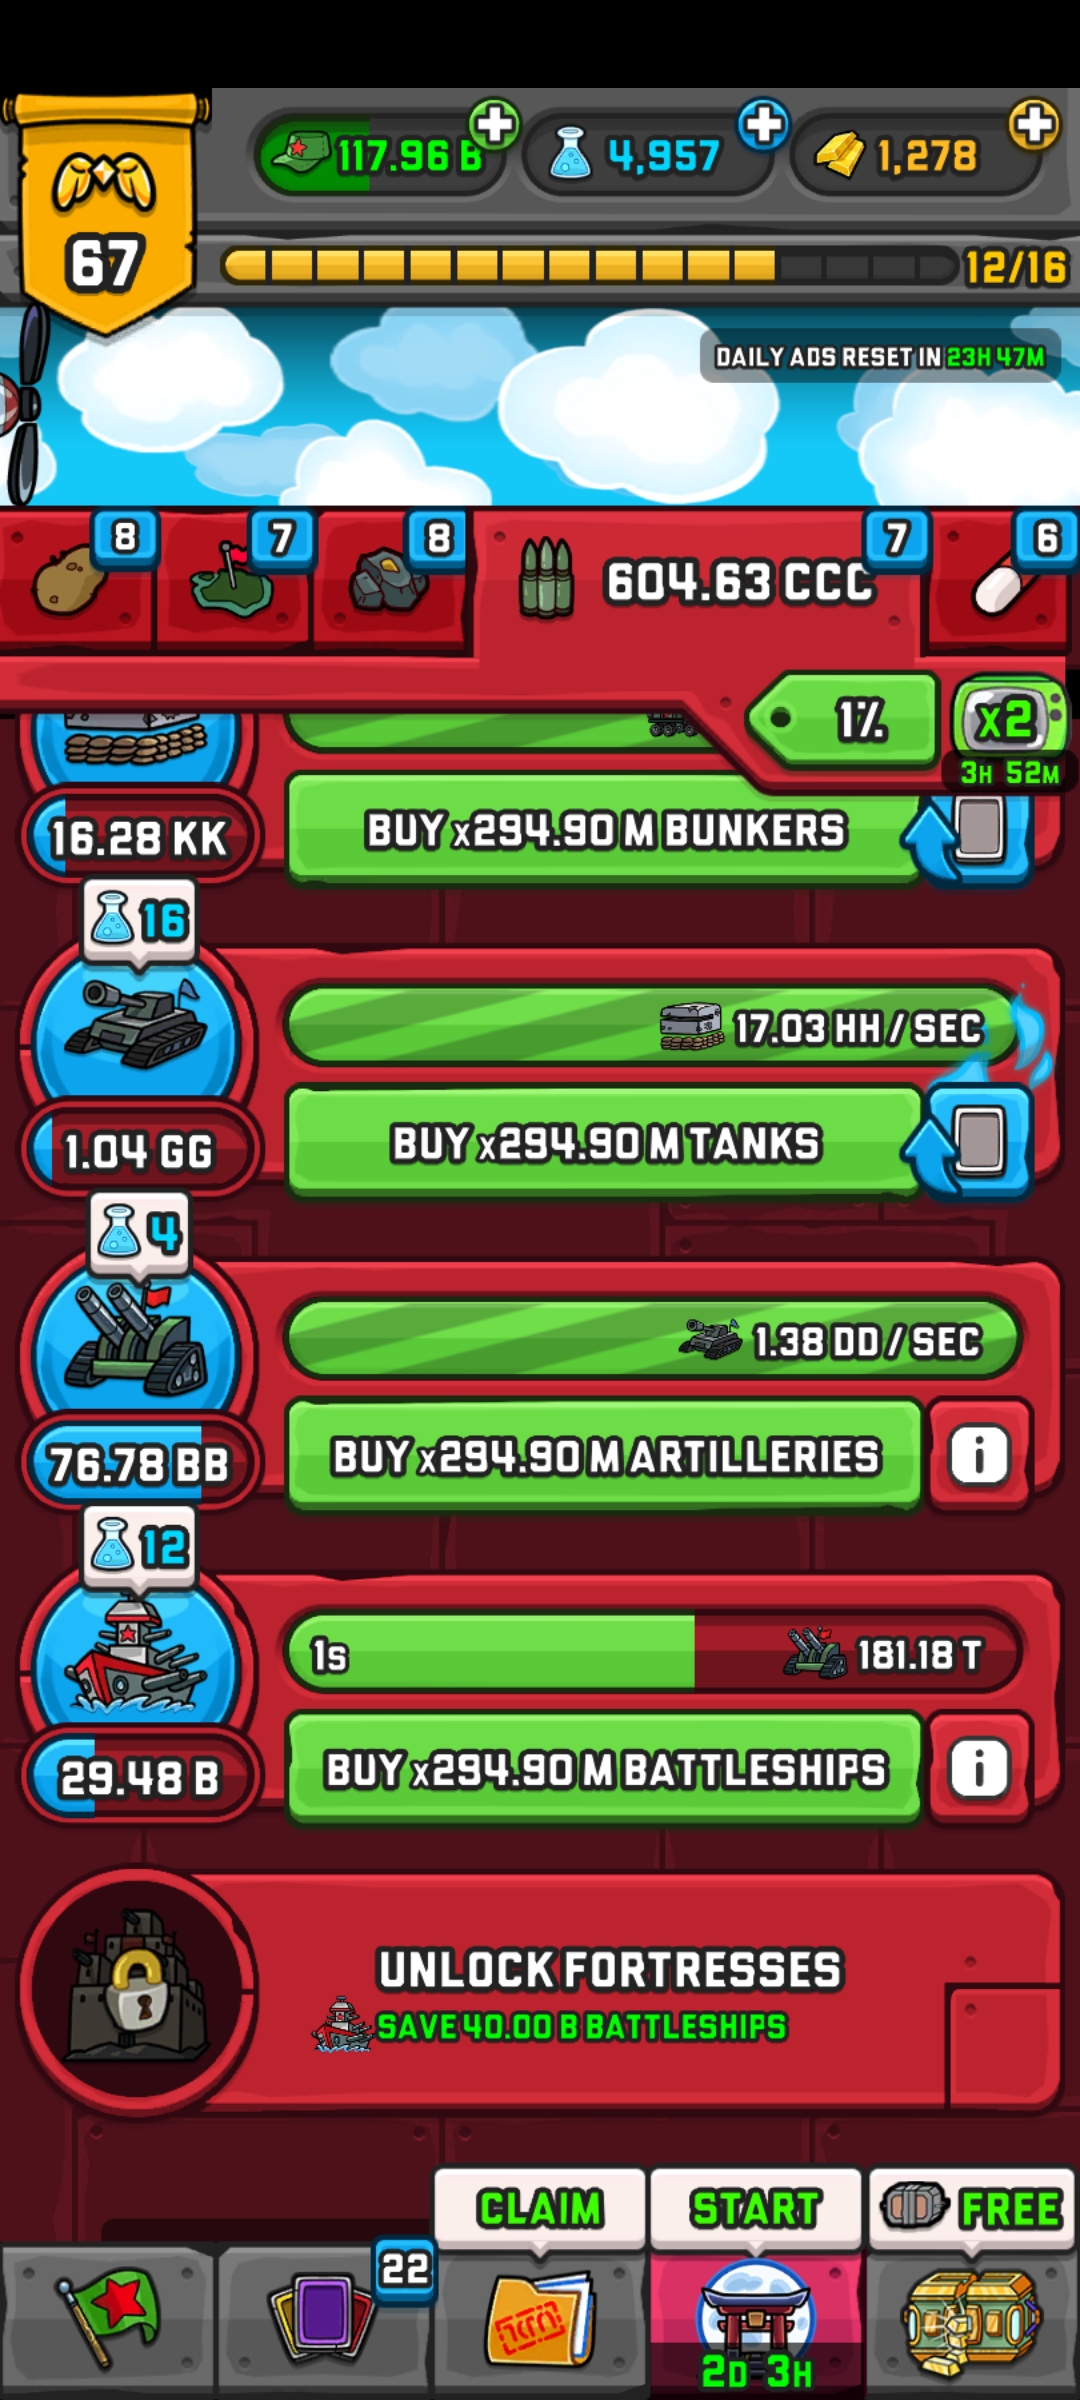 117.96 B
4,957
1,278
67
12/16
DAILY ADS RESET IN 23H 47M
8
7
8
604.63 CCC
7
6
1%
x2
3H 52M
16.28 KK
BUY x294.90 M BUNKERS
16
17.03 HH / SEC
1.04 GG
BUY x294.90 M TANKS
4
1.38 DD / SEC
76.78 BB
BUY x294.90 M ARTILLERIES
i
12
1s
181.18 T
29.48 B
BUY x294.90 M BATTLESHIPS
i
UNLOCK FORTRESSES
SAVE 40.00 B BATTLESHIPS
CLAIM
START
FREE
22
2D 3H